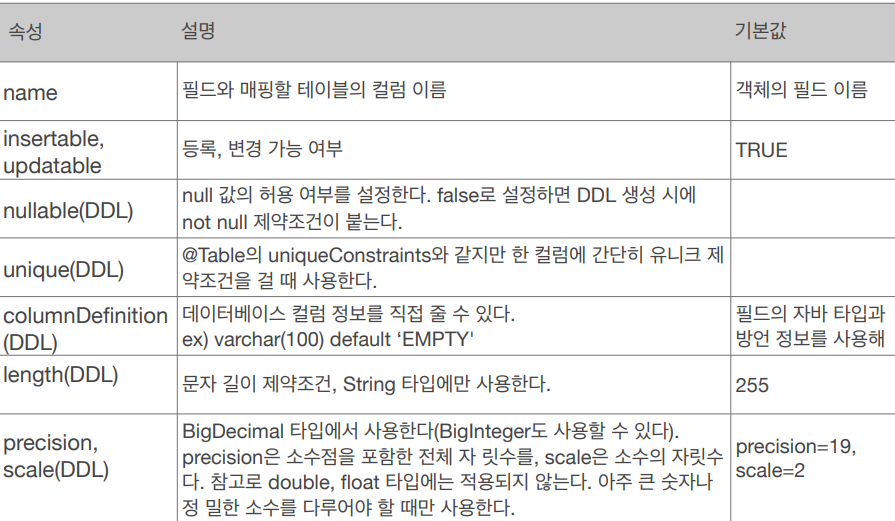 속성 설명 기본값
name 필드와 매핑할 테이블의 컬럼 이름 객체의 필드 이름
insertable,
updatable
등록, 변경 가능 여부 TRUE
nullable(DDL)
null 값의 허용 여부를 설정한다. false로 설정하면 DDL 생성 시에
not null 제약조건이 붙는다.
unique(DDL)
@Table의 uniqueConstraints와 같지만 한 컬럼에 간단히 유니크 제
약조건을 걸 때 사용한다.
columnDefinition
(DDL)
데이터베이스 컬럼 정보를 직접 줄 수 있다.
ex) varchar(100) default ‘EMPTY'
필드의 자바 타입과
방언 정보를 사용해
length(DDL)
문자 길이 제약조건, String 타입에만 사용한다. 255
precision,
scale(DDL)
BigDecimal 타입에서 사용한다(BigInteger도 사용할 수 있다).
precision은 소수점을 포함한 전체 자 릿수를, scale은 소수의 자릿수
다. 참고로 double, float 타입에는 적용되지 않는다. 아주 큰 숫자나
정 밀한 소수를 다루어야 할 때만 사용한다.
precision=19,
scale=2